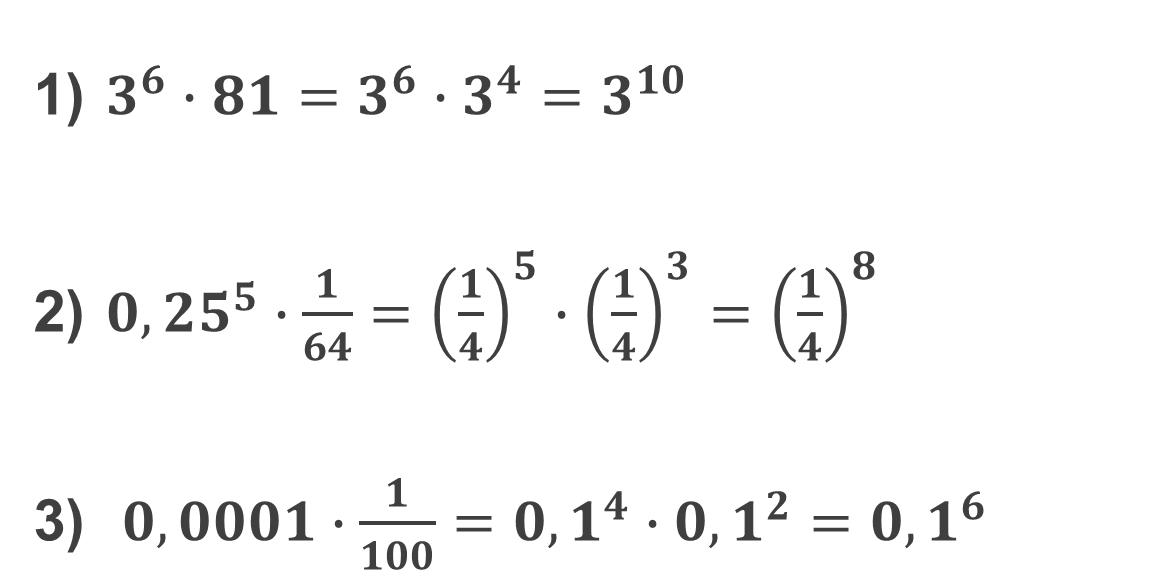 1) 3⁶ · 81 = 3⁶ · 3⁴ = 3¹⁰
2) 0,25⁵ · 1/64 = (1/4)⁵ · (1/4)³ = (1/4)⁸
3) 0,0001 · 1/100 = 0,1⁴ · 0,1² = 0,1⁶